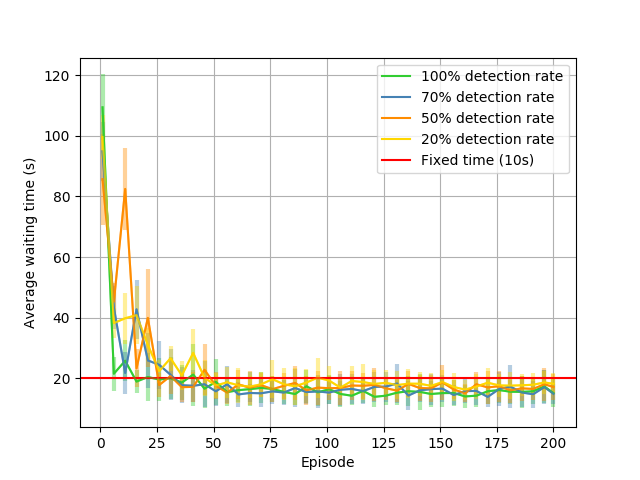 120
100
80
60
40
20
0
25
50
75
100
125
150
175
200
Average waiting time (s)
Episode
100% detection rate
70% detection rate
50% detection rate
20% detection rate
Fixed time (10s)